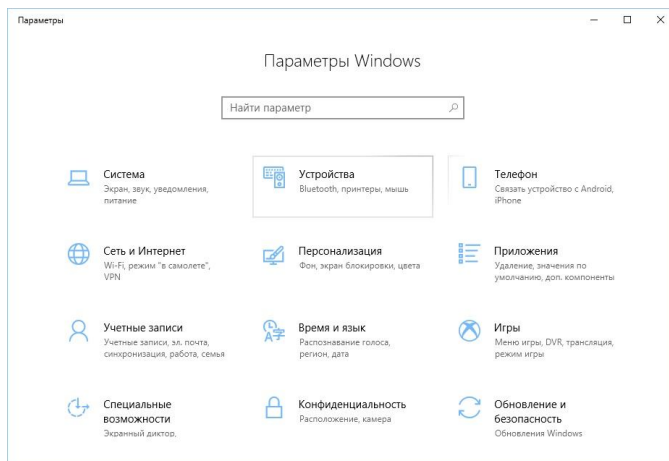 Параметры
Параметры Windows
Найти параметр
Система
Экран, звук, уведомления,
питание
Устройства
Bluetooth, принтеры, мышь
Телефон
Связать устройство с Android,
iPhone
Сеть и Интернет
Wi-Fi, режим "в самолете",
VPN
Персонализация
Фон, экран блокировки, цвета
Приложения
Удаление, значения по
умолчанию, доп. компоненты
Учетные записи
Учетные записи, эл. почта,
синхронизация, работа, семья
Время и язык
Распознавание голоса,
регион, дата
Игры
Меню игры, DVR, трансляция,
режим игры
Специальные
возможности
Экранный диктор,
Конфиденциальность
Расположение, камера
Обновление и
безопасность
Обновления Windows